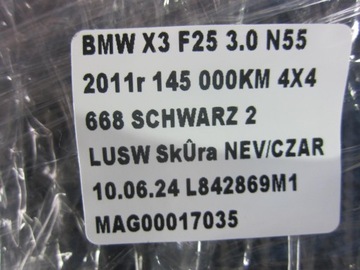 BMW X3 F25 3.0 N55
2011r 145 000KM 4X4
668 SCHWARZ 2
LUSW SkÛra NEV/CZAR
10.06.24 L842869M1
MAG00017035